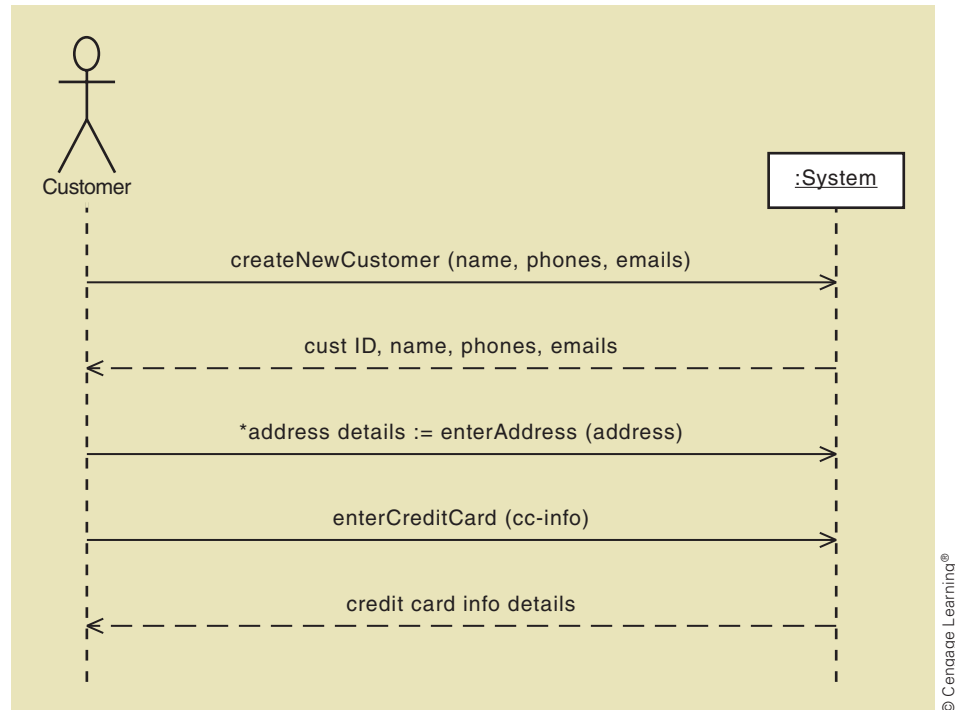 Customer
:System
createNewCustomer (name, phones, emails)
cust ID, name, phones, emails
*address details := enterAddress (address)
enterCreditCard (cc-info)
credit card info details
© Cengage Learning®